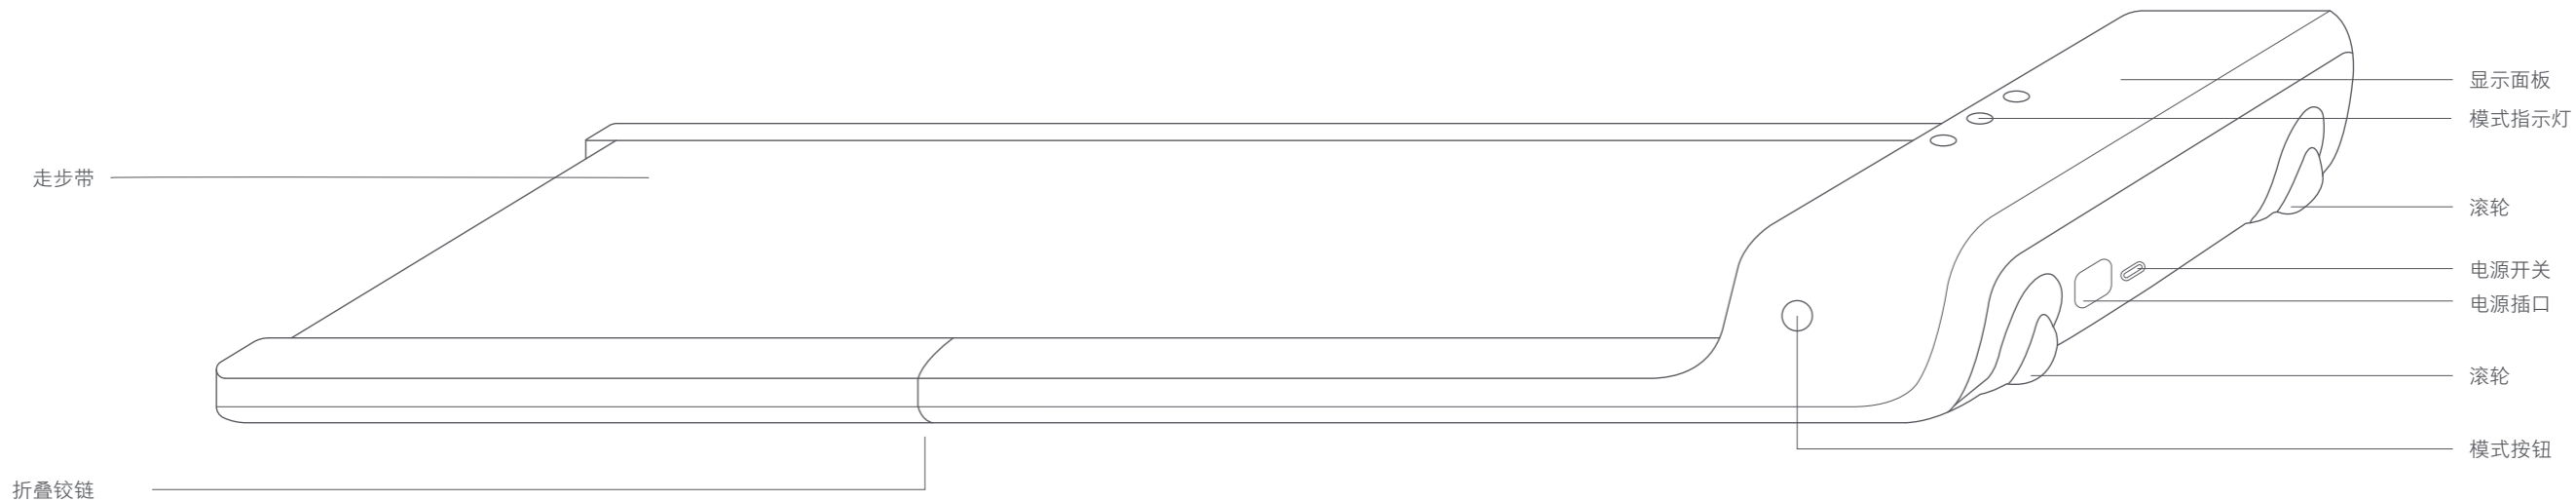 显示面板
模式指示灯
走步带
滚轮
电源开关
电源插口
滚轮
模式按钮
折叠铰链